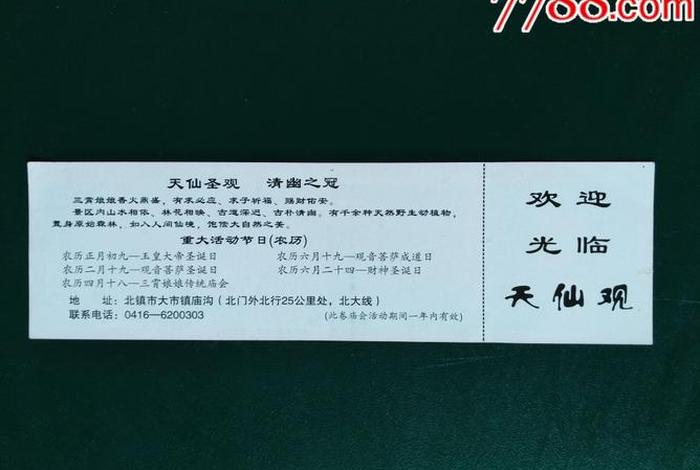 7788.com
天仙圣观 清幽之冠
三霄娘娘香火鼎盛，有求必应、求子祈福、赐财佑安。
景区内山水相依、林花相映、古道深远、古朴清幽。有千余种天然野生动植物，
置身原始森林，如入人间仙境，饱偿大自然之美。
重大活动节日(农历)
农历正月初九—玉皇大帝圣诞日 农历六月十九—观音菩萨成道日
农历二月十九—观音菩萨圣诞日 农历六月二十四—财神圣诞日
农历四月十八—三霄娘娘传统庙会
地 址：北镇市大市镇庙沟（北门外北行25公里处，北大线）
联系电话：0416—6200303 (此卷庙会活动期间一年内有效)
欢迎
光临
天仙观